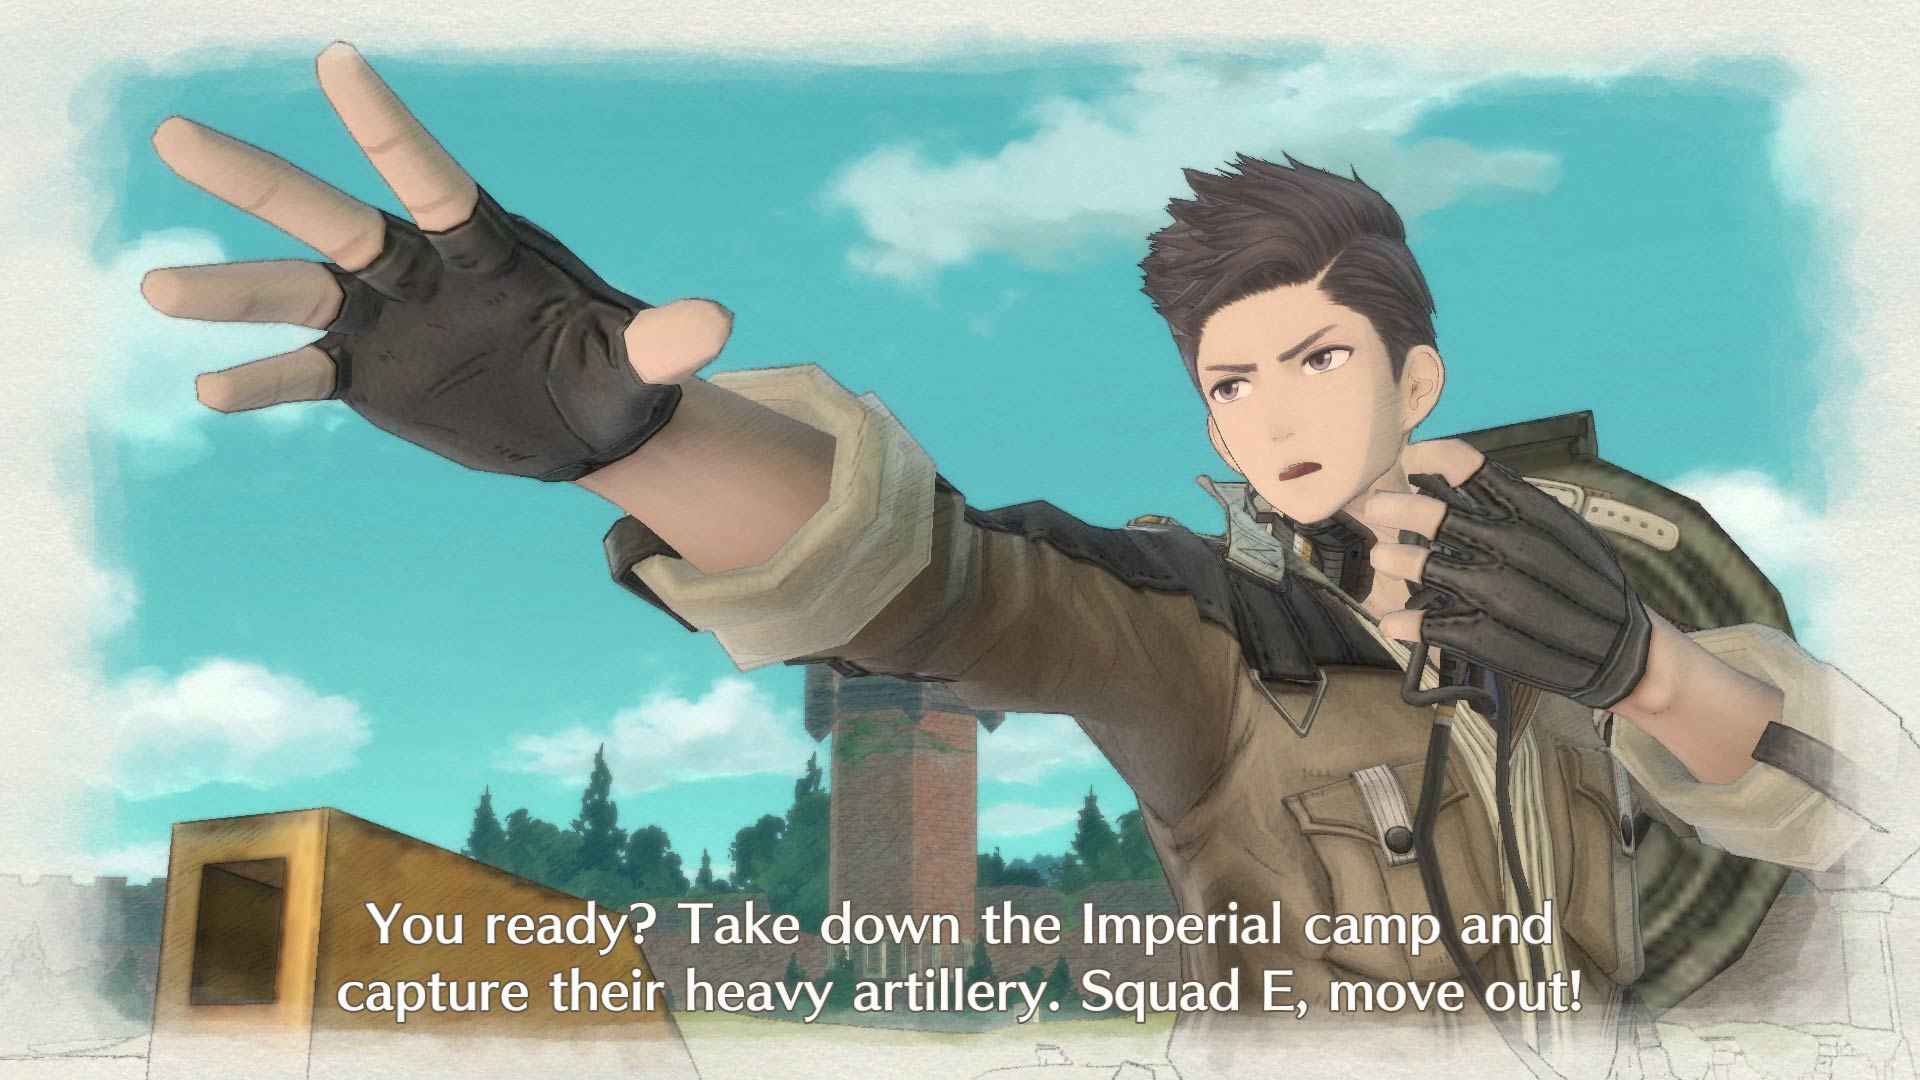 You ready? Take down the Imperial camp and
capture their heavy artillery. Squad E, move out!